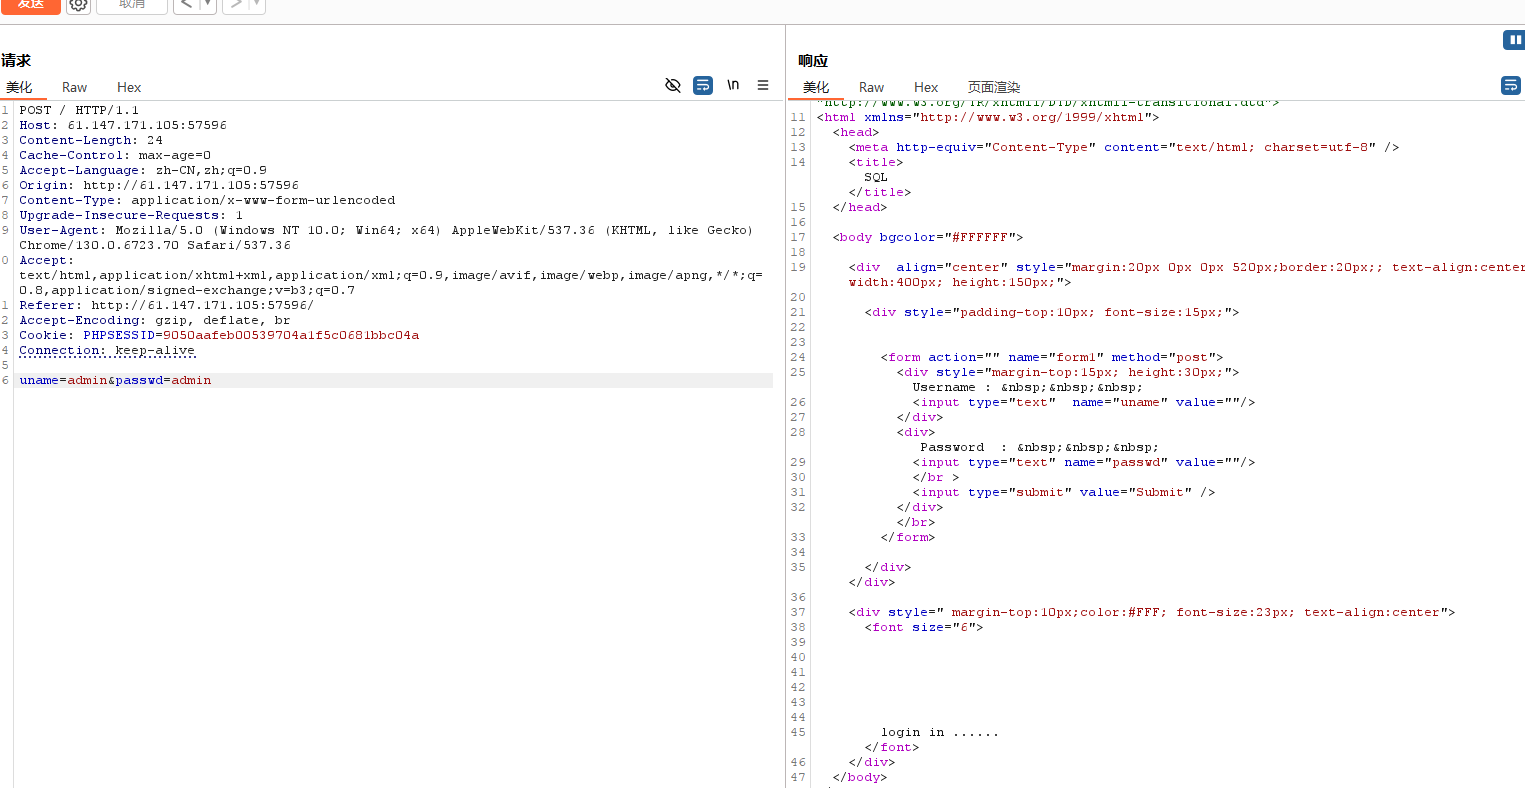 发送
取消
<
>
请求
美化 Raw Hex
\n
1 POST / HTTP/1.1
2 Host: 61.147.171.105:57596
3 Content-Length: 24
4 Cache-Control: max-age=0
5 Accept-Language: zh-CN,zh;q=0.9
6 Origin: http://61.147.171.105:57596
7 Content-Type: application/x-www-form-urlencoded
8 Upgrade-Insecure-Requests: 1
9 User-Agent: Mozilla/5.0 (Windows NT 10.0; Win64; x64) AppleWebKit/537.36 (KHTML, like Gecko)
Chrome/130.0.6723.70 Safari/537.36
0 Accept:
text/html,application/xhtml+xml,application/xml;q=0.9,image/avif,image/webp,image/apng,*/*;q=
0.8,application/signed-exchange;v=b3;q=0.7
1 Referer: http://61.147.171.105:57596/
2 Accept-Encoding: gzip, deflate, br
3 Cookie: PHPSESSID=9050aafeb00539704a1f5c0681bbc04a
4 Connection: keep-alive
5
6 uname=admin&passwd=admin
响应
美化 Raw Hex 页面渲染
"http://www.w3.org/TR/xhtml1/DTD/xhtml1-transitional.dtd">
11 <html xmlns="http://www.w3.org/1999/xhtml">
12 <head>
13 <meta http-equiv="Content-Type" content="text/html; charset=utf-8" />
14 <title>
SQL
</title>
15 </head>
16
17 <body bgcolor="#FFFFFF">
18
19 <div  align="center" style="margin:20px 0px 0px 520px;border:20px;; text-align:center
width:400px; height:150px;">
20
21 <div style="padding-top:10px; font-size:15px;">
22
23
24 <form action="" name="form1" method="post">
25 <div style="margin-top:15px; height:30px;">
Username : &nbsp;&nbsp;&nbsp;
26 <input type="text"  name="uname" value=""/>
27 </div>
28 <div>
Password  : &nbsp;&nbsp;&nbsp;
29 <input type="text" name="passwd" value=""/>
30 </br >
31 <input type="submit" value="Submit" />
32 </div>
</br>
33 </form>
34
35 </div>
</div>
36
37 <div style=" margin-top:10px;color:#FFF; font-size:23px; text-align:center">
38 <font size="6">
39
40
41
42
43
44
45 login in ......
</font>
46 </div>
47 </body>